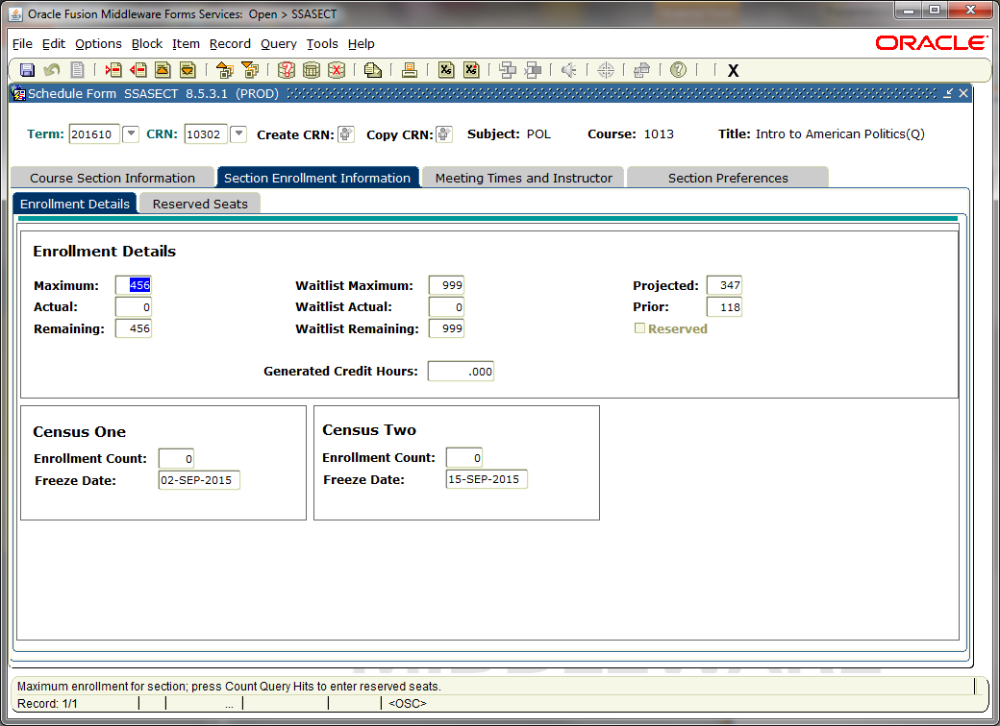 Oracle Fusion Middleware Forms Services: Open > SSASECT
File Edit Options Block Item Record Query Tools Help
ORACLE
X
Schedule Form SSASECT 8.5.3.1 (PROD)
Term: 201610 CRN: 10302 Create CRN: Copy CRN: Subject: POL Course: 1013 Title: Intro to American Politics(Q)
Course Section Information Section Enrollment Information Meeting Times and Instructor Section Preferences
Enrollment Details Reserved Seats
Enrollment Details
Maximum: 456 Waitlist Maximum: 999 Projected: 347
Actual: 0 Waitlist Actual: 0 Prior: 118
Remaining: 456 Waitlist Remaining: 999 Reserved
Generated Credit Hours: .000
Census One
Enrollment Count: 0
Freeze Date: 02-SEP-2015
Census Two
Enrollment Count: 0
Freeze Date: 15-SEP-2015
Maximum enrollment for section; press Count Query Hits to enter reserved seats.
Record: 1/1 ... <OSC>